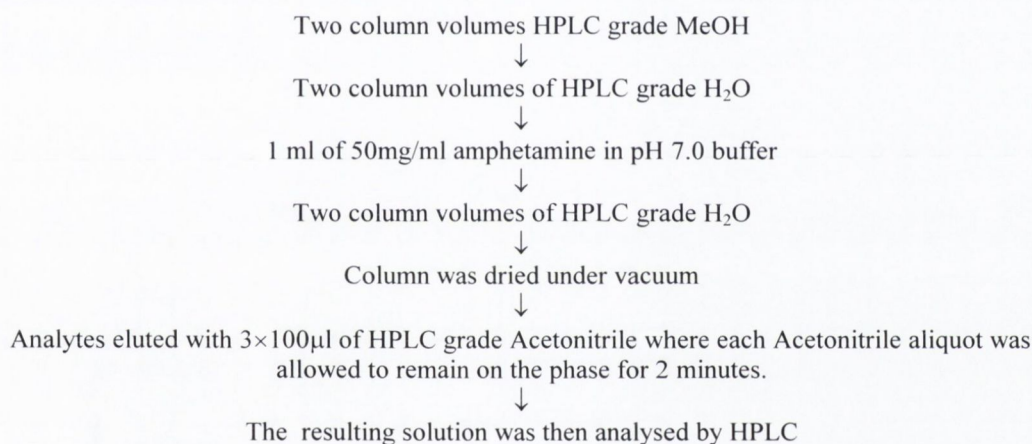 Two column volumes HPLC grade MeOH
↓
Two column volumes of HPLC grade H₂O
↓
1 ml of 50mg/ml amphetamine in pH 7.0 buffer
↓
Two column volumes of HPLC grade H₂O
↓
Column was dried under vacuum
↓
Analytes eluted with 3×100μl of HPLC grade Acetonitrile where each Acetonitrile aliquot was
allowed to remain on the phase for 2 minutes.
↓
The resulting solution was then analysed by HPLC